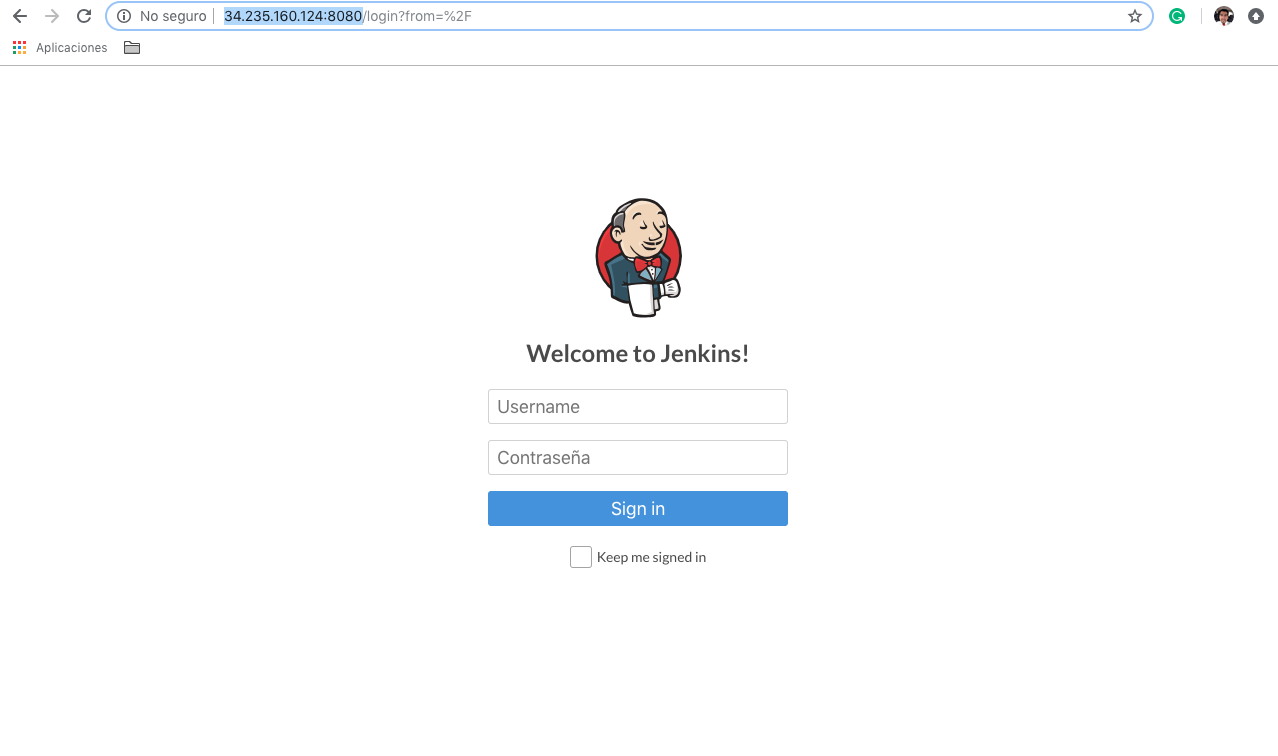 No seguro 34.235.160.124:8080/login?from=%2F
Aplicaciones
Welcome to Jenkins!
Username
Contraseña
Sign in
Keep me signed in